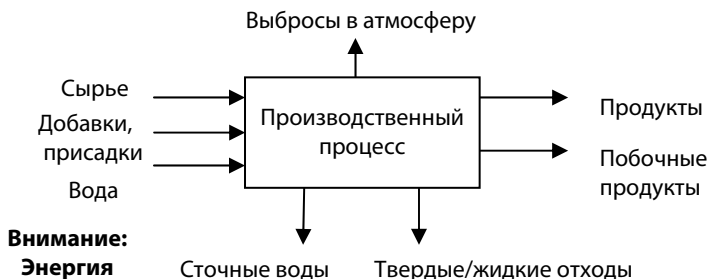 Выбросы в атмосферу
Сырье
Добавки,
присадки
Вода
Производственный
процесс
Продукты
Побочные
продукты
Внимание:
Энергия
Сточные воды
Твердые/жидкие отходы